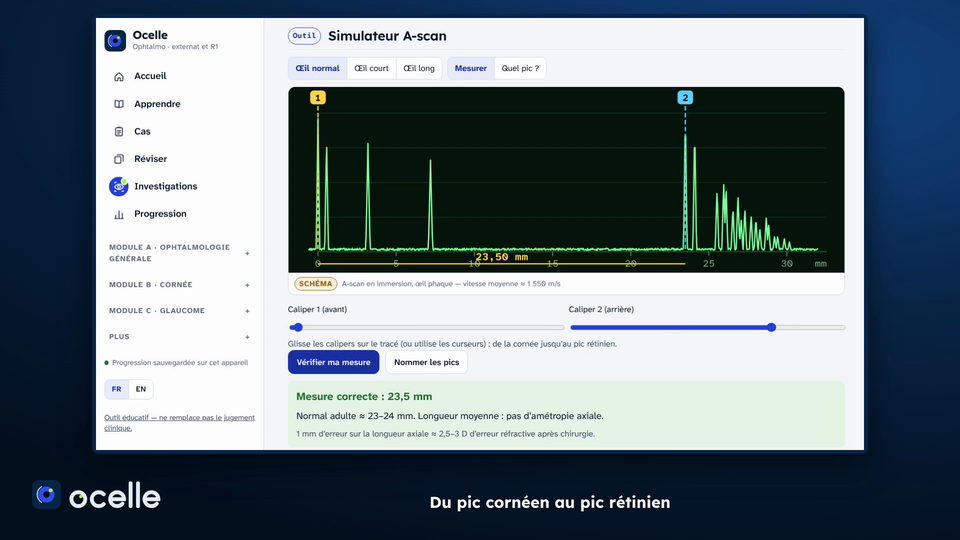 Ocelle
Ophtalmo · externat et R1
Accueil
Apprendre
Cas
Réviser
Investigations
Progression
MODULE A · OPHTALMOLOGIE GÉNÉRALE +
MODULE B · CORNÉE +
MODULE C · GLAUCOME +
PLUS +
Progression sauvegardée sur cet appareil
FR EN
Outil éducatif — ne remplace pas le jugement clinique.
Outil Simulateur A-scan
Œil normal Œil court Œil long Mesurer Quel pic ?
1 2
23,50 mm
0 5 10 15 20 25 30 mm
SCHÉMA A-scan en immersion, œil phaque — vitesse moyenne ≈ 1 550 m/s
Caliper 1 (avant) Caliper 2 (arrière)
Glisse les calipers sur le tracé (ou utilise les curseurs) : de la cornée jusqu'au pic rétinien.
Vérifier ma mesure Nommer les pics
Mesure correcte : 23,5 mm
Normal adulte ≈ 23–24 mm. Longueur moyenne : pas d'amétropie axiale.
1 mm d'erreur sur la longueur axiale ≈ 2,5–3 D d'erreur réfractive après chirurgie.
ocelle
Du pic cornéen au pic rétinien